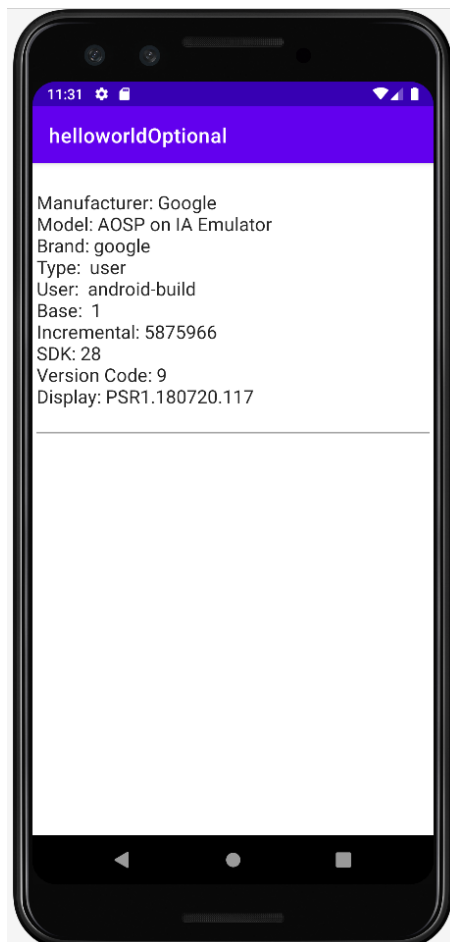 11:31
helloworldOptional
Manufacturer: Google
Model: AOSP on IA Emulator
Brand: google
Type:  user
User:  android-build
Base:  1
Incremental: 5875966
SDK: 28
Version Code: 9
Display: PSR1.180720.117